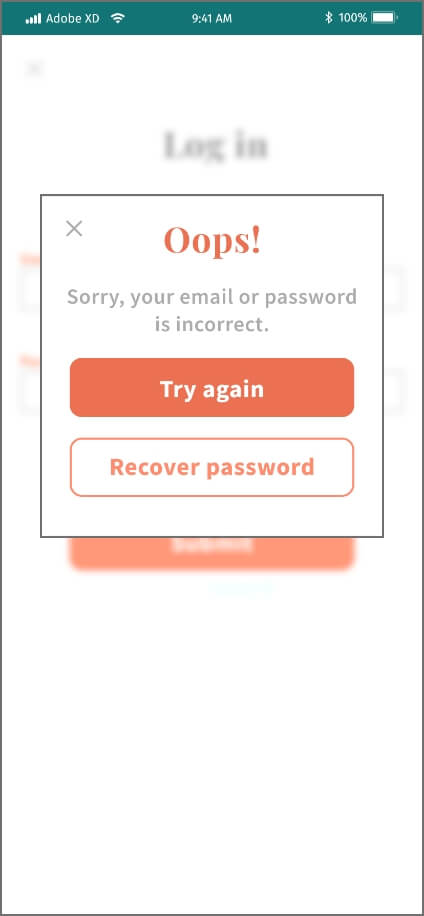 Adobe XD 9:41 AM 100%
Log in
Oops!
Sorry, your email or password
is incorrect.
Try again
Recover password
Submit